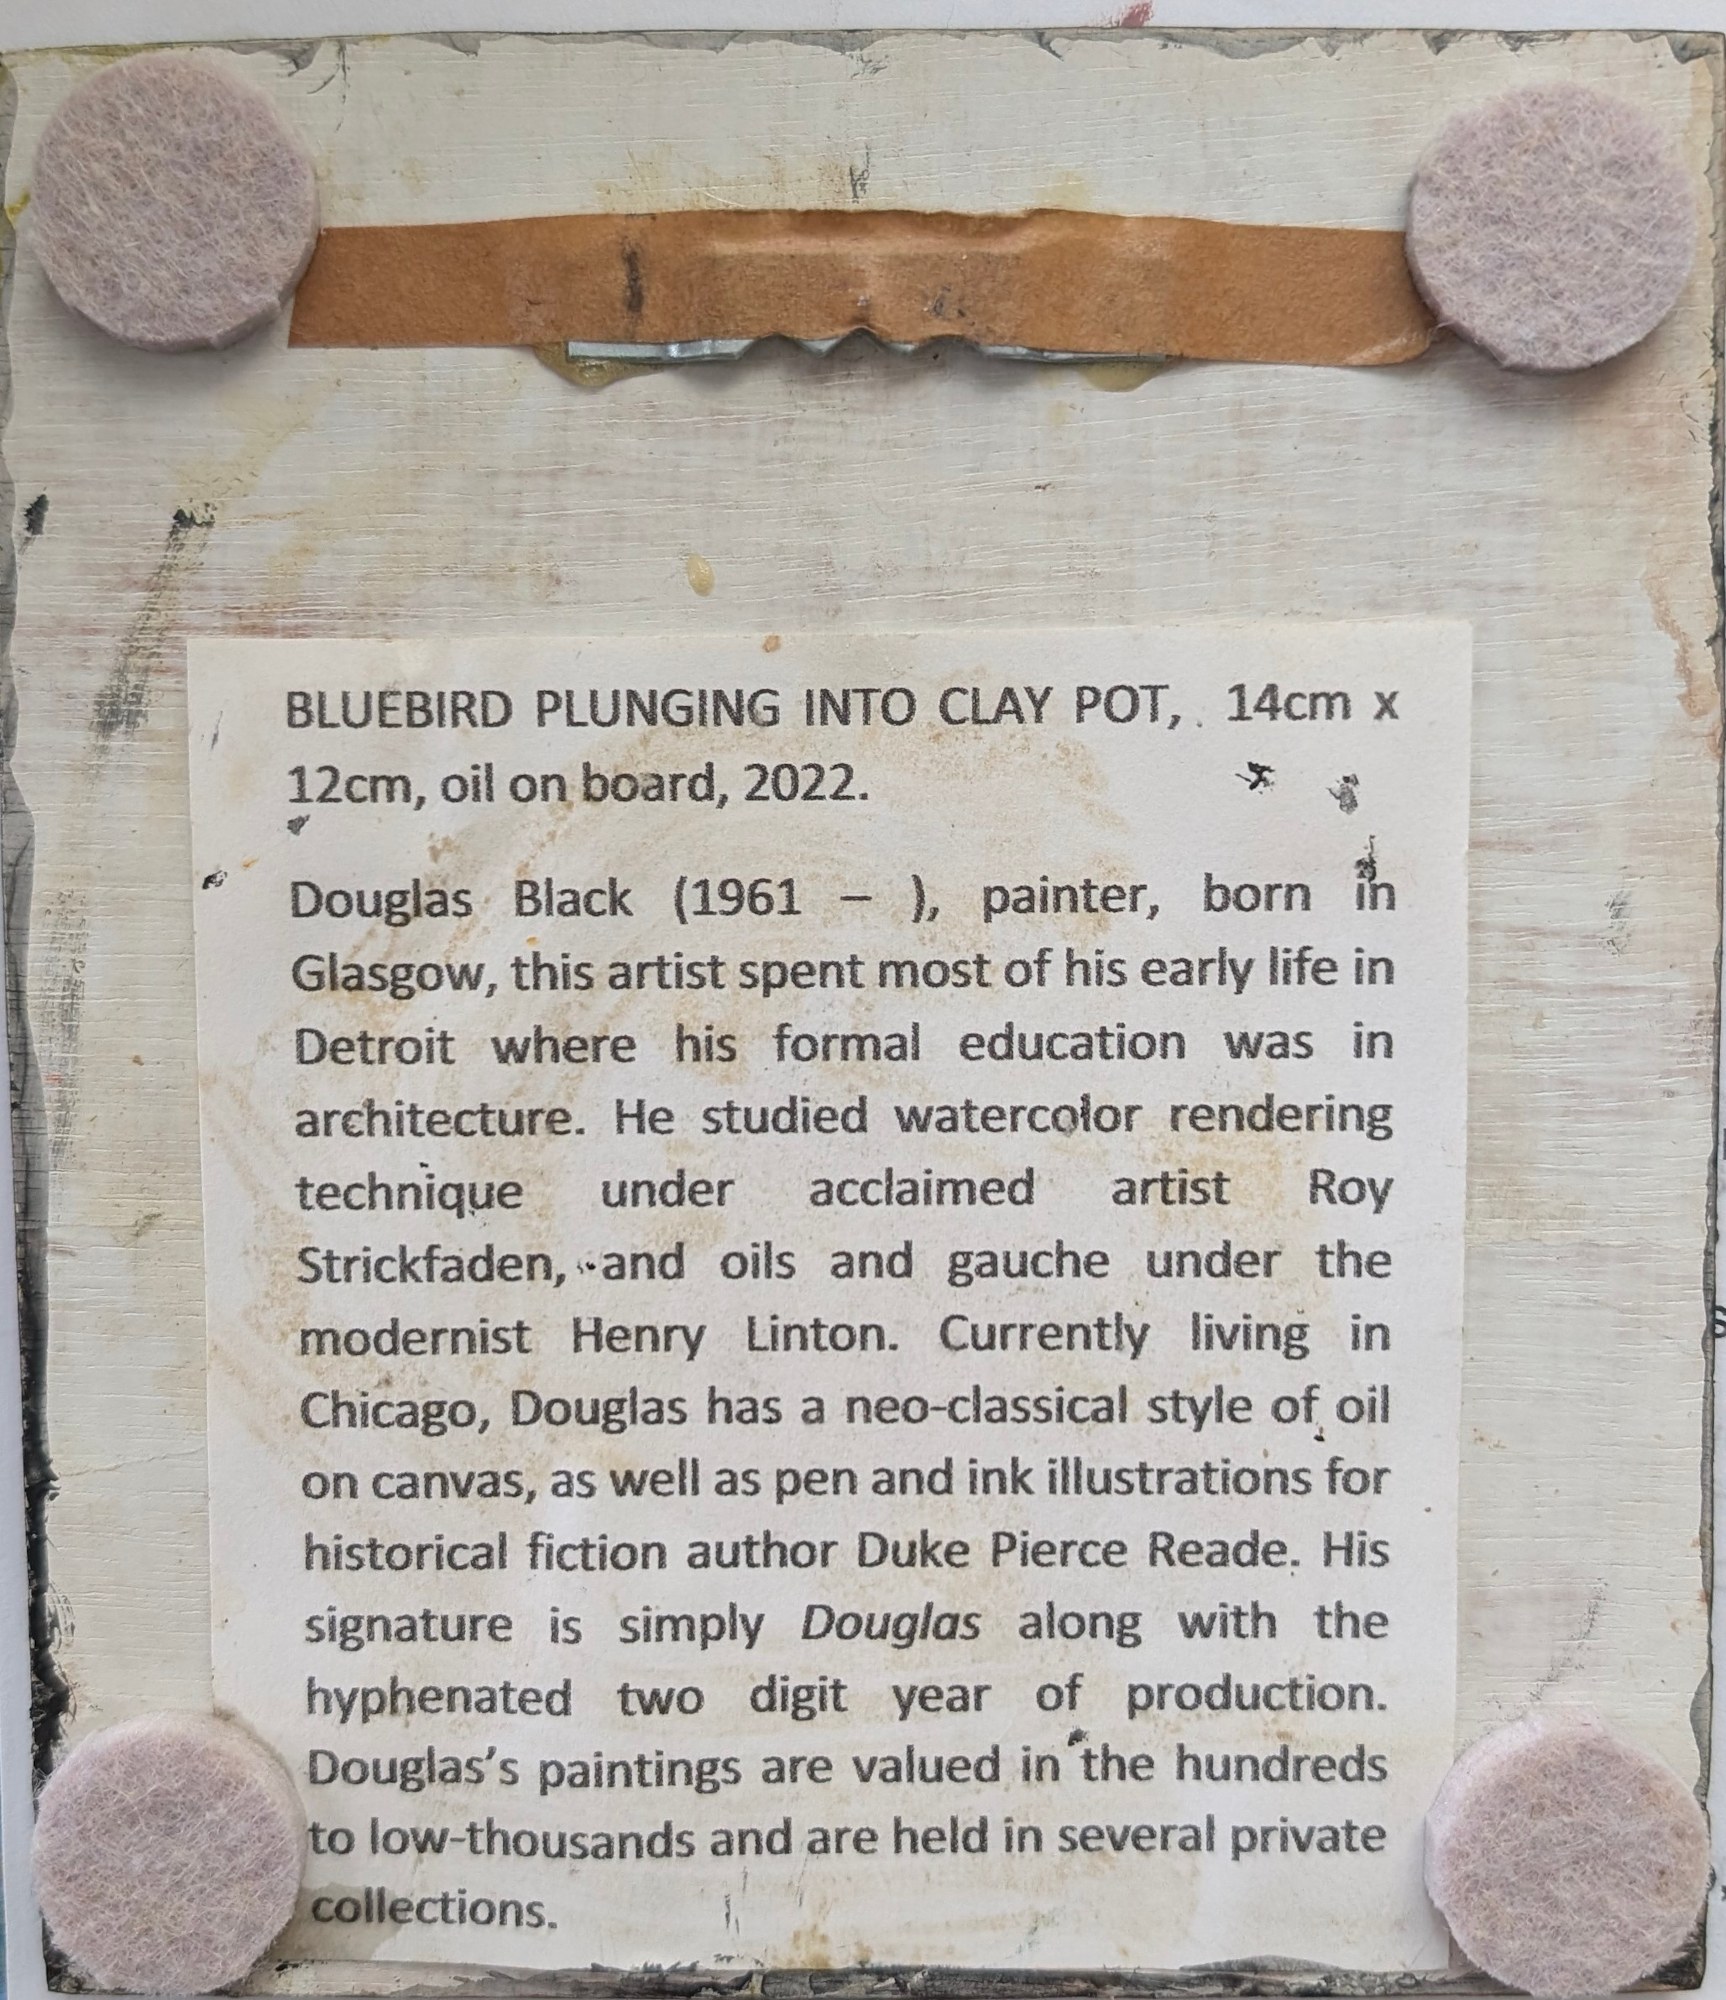 BLUEBIRD PLUNGING INTO CLAY POT, 14cm x
12cm, oil on board, 2022.
Douglas Black (1961 – ), painter, born in
Glasgow, this artist spent most of his early life in
Detroit where his formal education was in
architecture. He studied watercolor rendering
technique under acclaimed artist Roy
Strickfaden, and oils and gauche under the
modernist Henry Linton. Currently living in
Chicago, Douglas has a neo-classical style of oil
on canvas, as well as pen and ink illustrations for
historical fiction author Duke Pierce Reade. His
signature is simply Douglas along with the
hyphenated two digit year of production.
Douglas's paintings are valued in the hundreds
to low-thousands and are held in several private
collections.